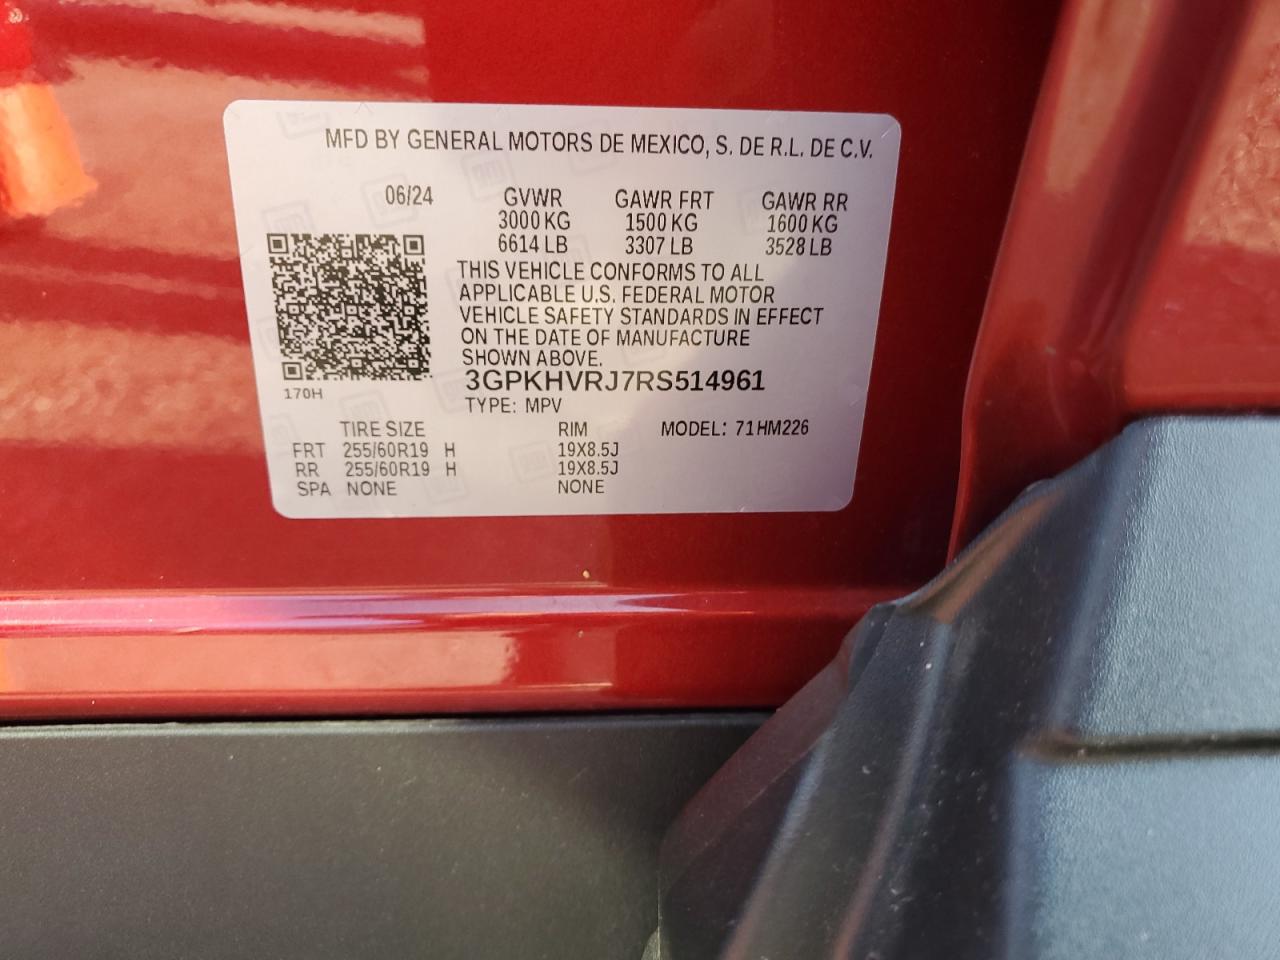 MFD BY GENERAL MOTORS DE MEXICO, S. DE R.L. DE C.V.
06/24 GVWR GAWR FRT GAWR RR
3000 KG 1500 KG 1600 KG
6614 LB 3307 LB 3528 LB
THIS VEHICLE CONFORMS TO ALL
APPLICABLE U.S. FEDERAL MOTOR
VEHICLE SAFETY STANDARDS IN EFFECT
ON THE DATE OF MANUFACTURE
SHOWN ABOVE.
3GPKHVRJ7RS514961
170H
TYPE: MPV
TIRE SIZE RIM MODEL: 71HM226
FRT 255/60R19 H 19X8.5J
RR 255/60R19 H 19X8.5J
SPA NONE NONE